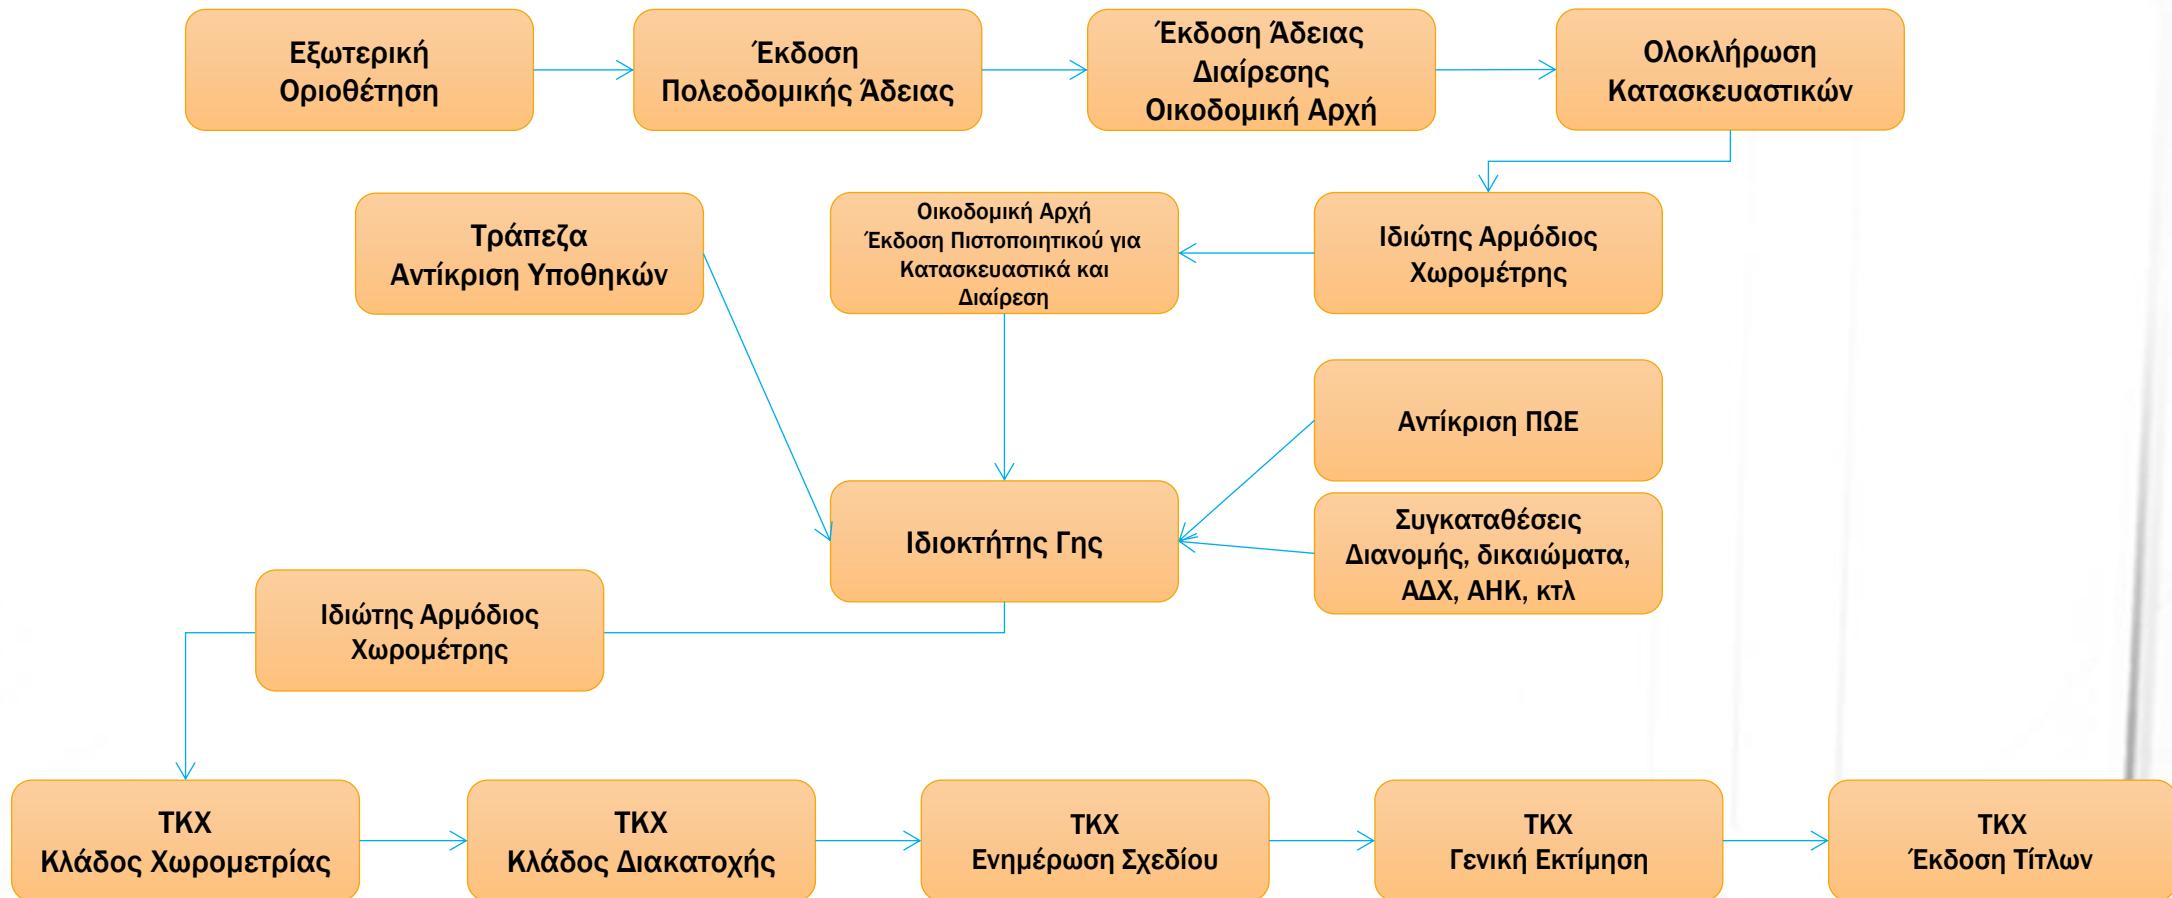 Εξωτερική
Οριοθέτηση
Έκδοση
Πολεοδομικής Άδειας
Έκδοση Άδειας
Διαίρεσης
Οικοδομική Αρχή
Ολοκλήρωση
Κατασκευαστικών
Τράπεζα
Αντίκριση Υποθηκών
Οικοδομική Αρχή
Έκδοση Πιστοποιητικού για
Κατασκευαστικά και
Διαίρεση
Ιδιώτης Αρμόδιος
Χωρομέτρης
Αντίκριση ΠΩΕ
Ιδιοκτήτης Γης
Συγκαταθέσεις
Διανομής, δικαιώματα,
ΑΔΧ, ΑΗΚ, κτλ
Ιδιώτης Αρμόδιος
Χωρομέτρης
ΤΚΧ
Κλάδος Χωρομετρίας
ΤΚΧ
Κλάδος Διακατοχής
ΤΚΧ
Ενημέρωση Σχεδίου
ΤΚΧ
Γενική Εκτίμηση
ΤΚΧ
Έκδοση Τίτλων